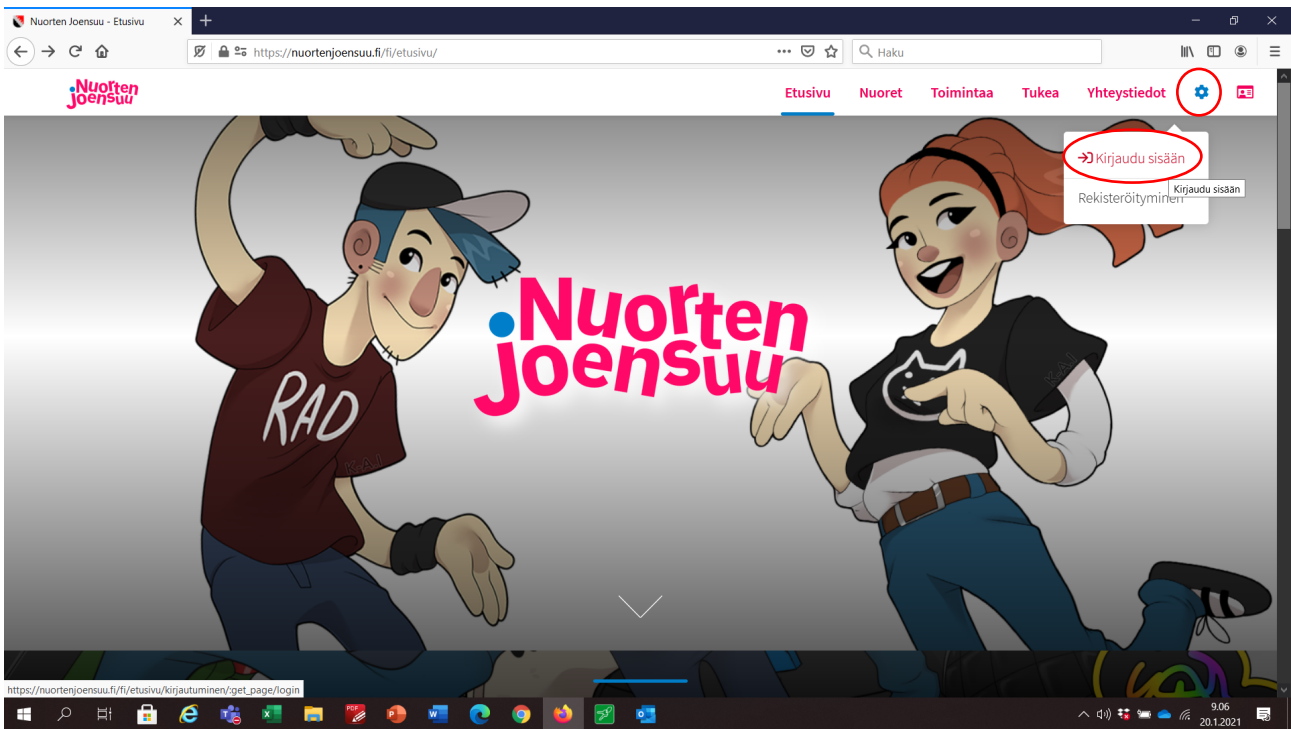 Nuorten Joensuu - Etusivu
https://nuortenjoensuu.fi/fi/etusivu/
Haku
Nuorten
joensuu
Etusivu Nuoret Toimintaa Tukea Yhteystiedot
Kirjaudu sisään
Kirjaudu sisään
Rekisteröityminen
Nuorten
joensuu
RAD
K.A.I
K.A.I
https://nuortenjoensuu.fi/fi/etusivu/kirjautuminen/:get_page/login
PDF
9.06
20.1.2021